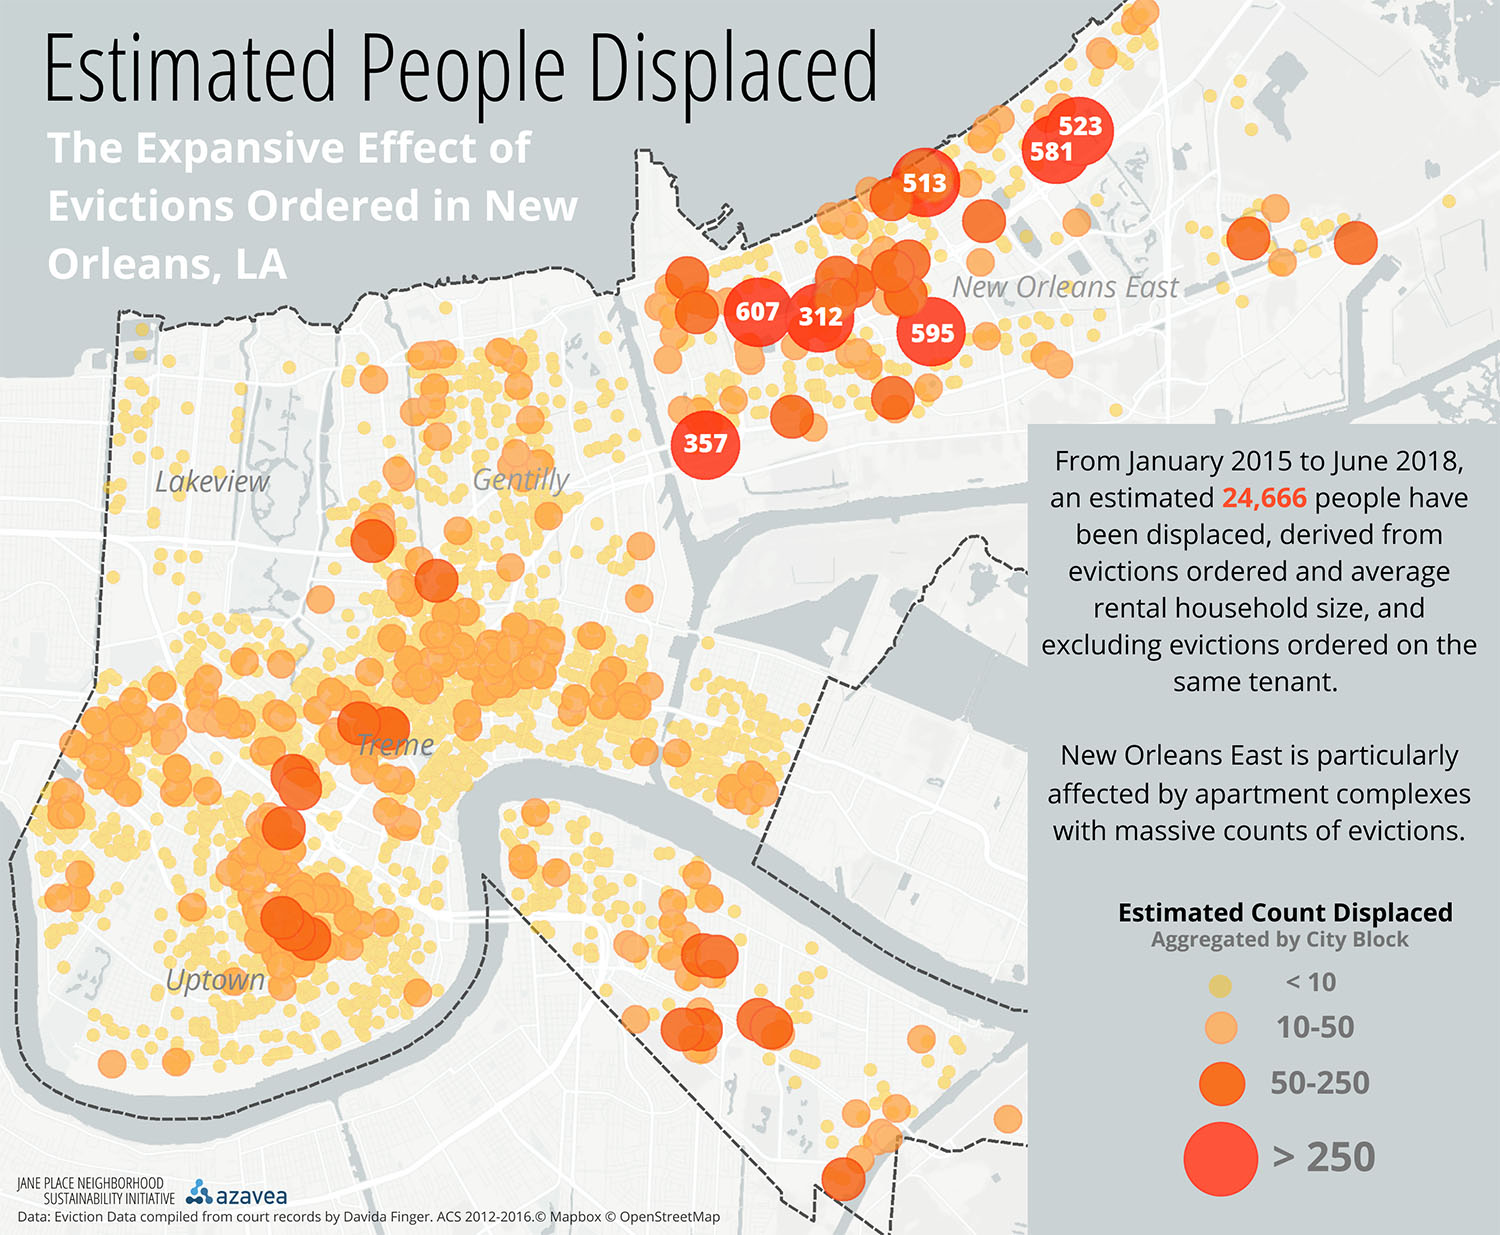 Estimated People Displaced
The Expansive Effect of
Evictions Ordered in New
Orleans, LA
523
581
513
New Orleans East
607
312
595
357
Lakeview
Gentilly
Treme
Uptown
From January 2015 to June 2018,
an estimated 24,666 people have
been displaced, derived from
evictions ordered and average
rental household size, and
excluding evictions ordered on the
same tenant.
New Orleans East is particularly
affected by apartment complexes
with massive counts of evictions.
Estimated Count Displaced
Aggregated by City Block
< 10
10-50
50-250
> 250
JANE PLACE NEIGHBORHOOD
SUSTAINABILITY INITIATIVE
azavea
Data: Eviction Data compiled from court records by Davida Finger. ACS 2012-2016.© Mapbox © OpenStreetMap